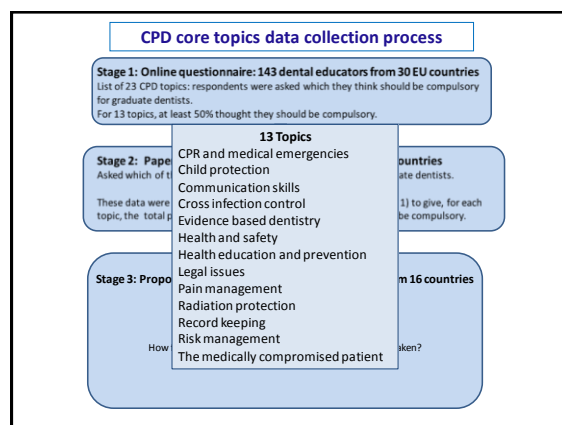 CPD core topics data collection process
Stage 1: Online questionnaire: 143 dental educators from 30 EU countries
List of 23 CPD topics: respondents were asked which they think should be compulsory
for graduate dentists.
For 13 topics, at least 50% thought they should be compulsory.
13 Topics
CPR and medical emergencies
Child protection
Communication skills
Cross infection control
Evidence based dentistry
Health and safety
Health education and prevention
Legal issues
Pain management
Radiation protection
Record keeping
Risk management
The medically compromised patient
Stage 2: Pape
Asked which of t
ate dentists.
These data were
1) to give, for each
topic, the total p
be compulsory.
Stage 3: Propo
m 16 countries
How
aken?